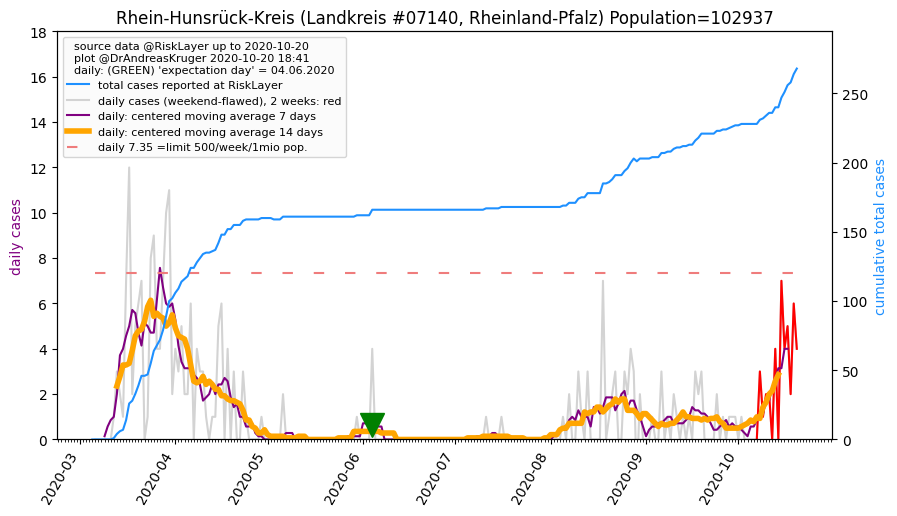 Rhein-Hunsrück-Kreis (Landkreis #07140, Rheinland-Pfalz) Population=102937
source data @RiskLayer up to 2020-10-20
plot @DrAndreasKruger 2020-10-20 18:41
daily: (GREEN) 'expectation day' = 04.06.2020
total cases reported at RiskLayer
daily cases (weekend-flawed), 2 weeks: red
daily: centered moving average 7 days
daily: centered moving average 14 days
daily 7.35 =limit 500/week/1mio pop.
daily cases
18
16
14
12
10
8
6
4
2
0
cumulative total cases
250
200
150
100
50
0
2020-03
2020-04
2020-05
2020-06
2020-07
2020-08
2020-09
2020-10